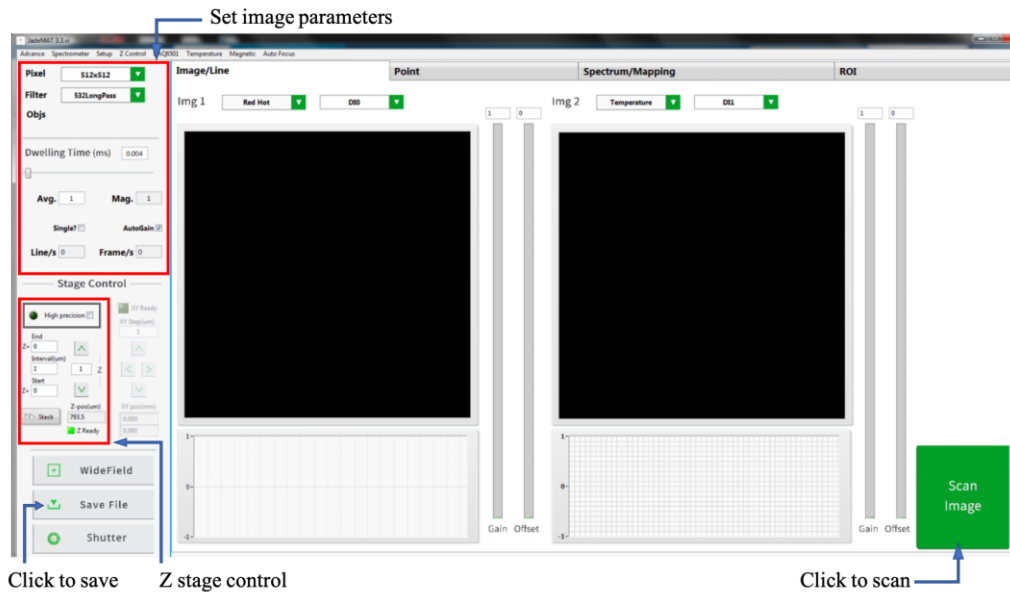 Set image parameters
JadeMAT 3.3.vi
Advance Spectrometer Setup Z Control Temperature Magnetic Auto Focus
Pixel 512x512
Filter 532LongPass
Objs
Dwelling Time (ms) 0.004
Avg. 1 Mag. 1
Single? AutoGain
Line/s 0 Frame/s 0
Stage Control
High precision
End
Z+ 0
Interval(um)
1 1 Z
Start
Z+ 0
Z-pos(um)
Stack 793.5
Z Ready
XY Ready
XY Step(um)
1
XY pos(mm)
0.000
0.000
WideField
Save File
Shutter
Image/Line Point Spectrum/Mapping ROI
Img 1 Red Hot DI0
1 0
Img 2 Temperature DI1
1 0
1
0
-1
Gain Offset
1
0
-1
Gain Offset
Scan
Image
Click to save
Z stage control
Click to scan